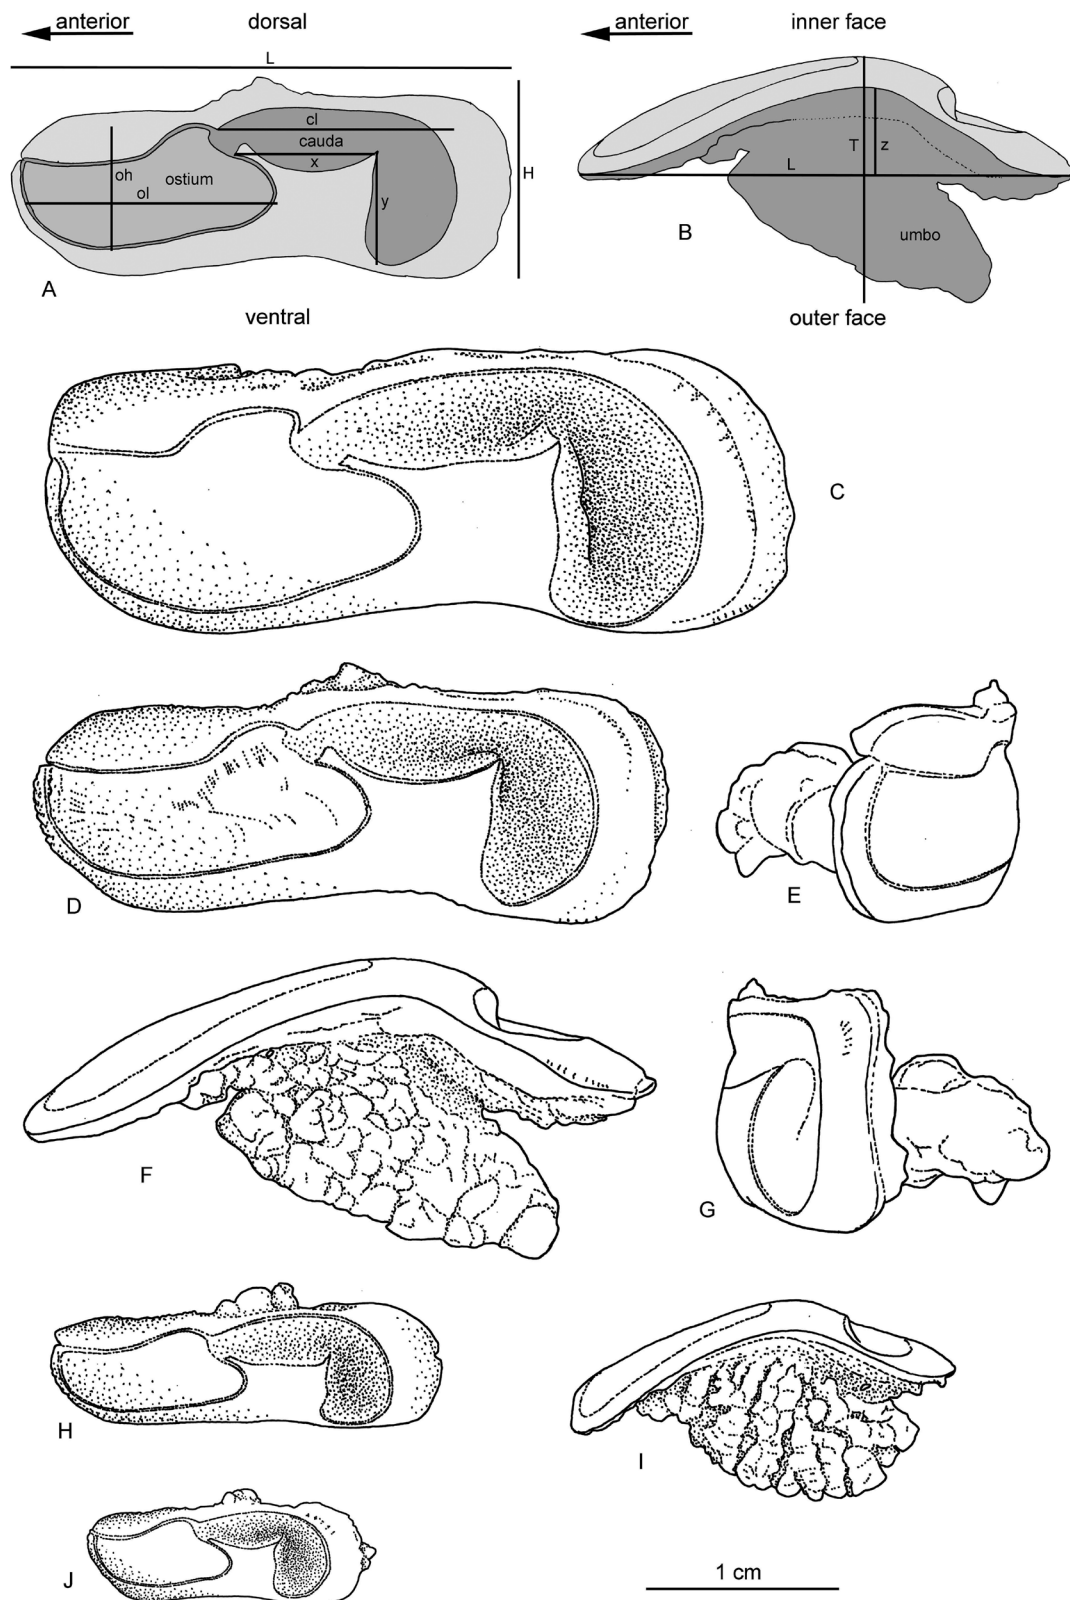 anterior
dorsal
anterior
inner face
L
cl
cauda
x
oh
ostium
ol
y
H
A
ventral
T
z
L
umbo
B
outer face
C
D
E
F
G
H
I
J
1 cm